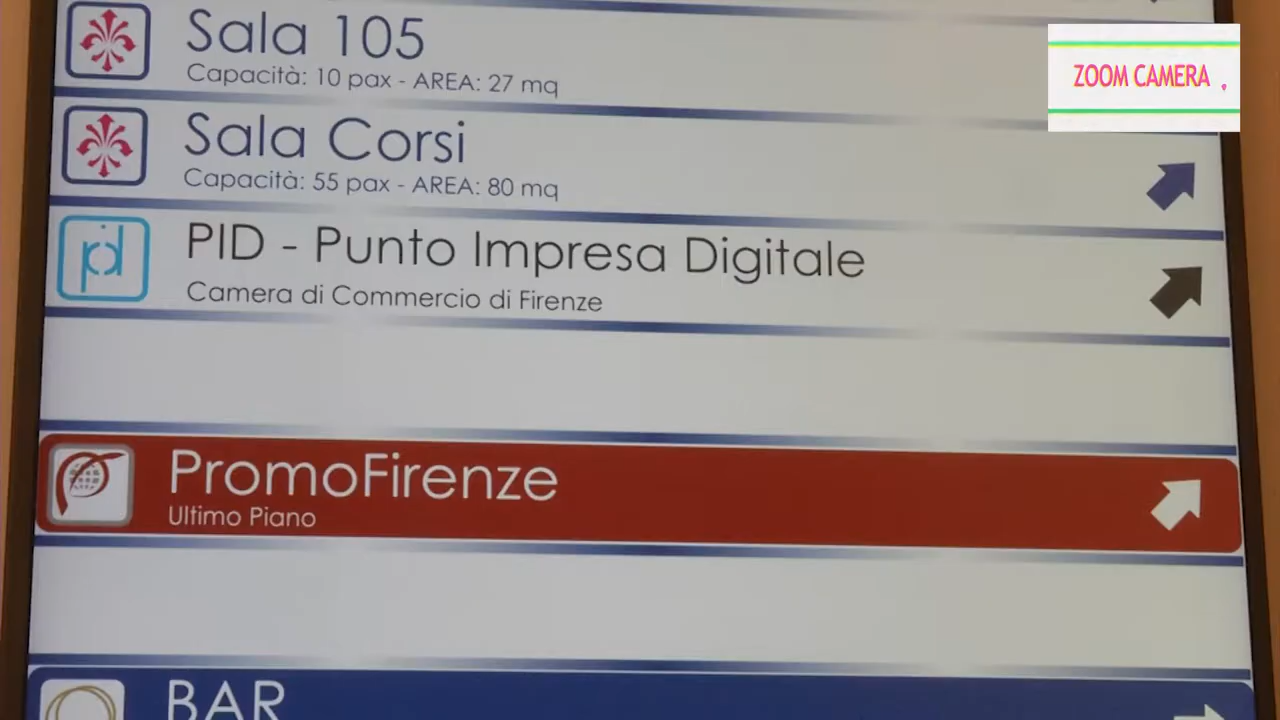 Sala 105
Capacità: 10 pax - AREA: 27 mq
ZOOM CAMERA
Sala Corsi
Capacità: 55 pax - AREA: 80 mq
pid
PID - Punto Impresa Digitale
Camera di Commercio di Firenze
PromoFirenze
Ultimo Piano
BAR